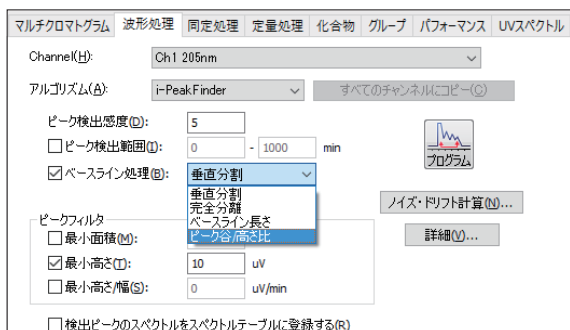 マルチクロマトグラム 波形処理 同定処理 定量処理 化合物 グループ パフォーマンス UVスペクトル
Channel(H): Ch1 205nm
アルゴリズム(A): i-PeakFinder すべてのチャンネルにコピー(C)
ピーク検出感度(D): 5
ピーク検出範囲(I): 0 - 1000 min
プログラム
ベースライン処理(B): 垂直分割
垂直分割
完全分離
ベースライン長さ
ピーク谷/高さ比
ノイズ・ドリフト計算(N)...
ピークフィルタ
最小面積(M):
詳細(V)...
最小高さ(T): 10 uV
最小高さ/幅(S): 0 uV/min
検出ピークのスペクトルをスペクトルテーブルに登録する(R)